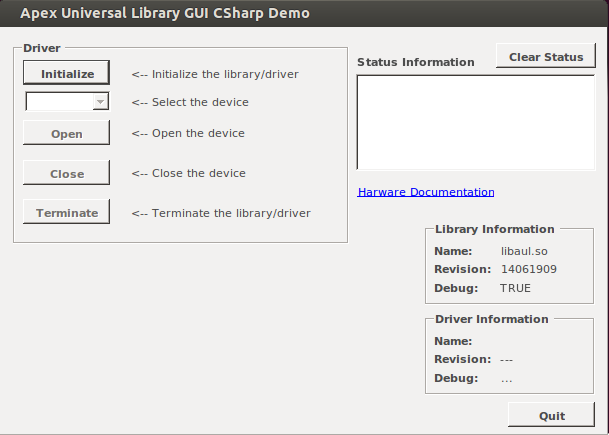 Apex Universal Library GUI CSharp Demo
Driver
Initialize <-- Initialize the library/driver
<-- Select the device
Open <-- Open the device
Close <-- Close the device
Terminate <-- Terminate the library/driver
Status Information Clear Status
Harware Documentation
Library Information
Name: libaul.so
Revision: 14061909
Debug: TRUE
Driver Information
Name:
Revision: ---
Debug: ...
Quit